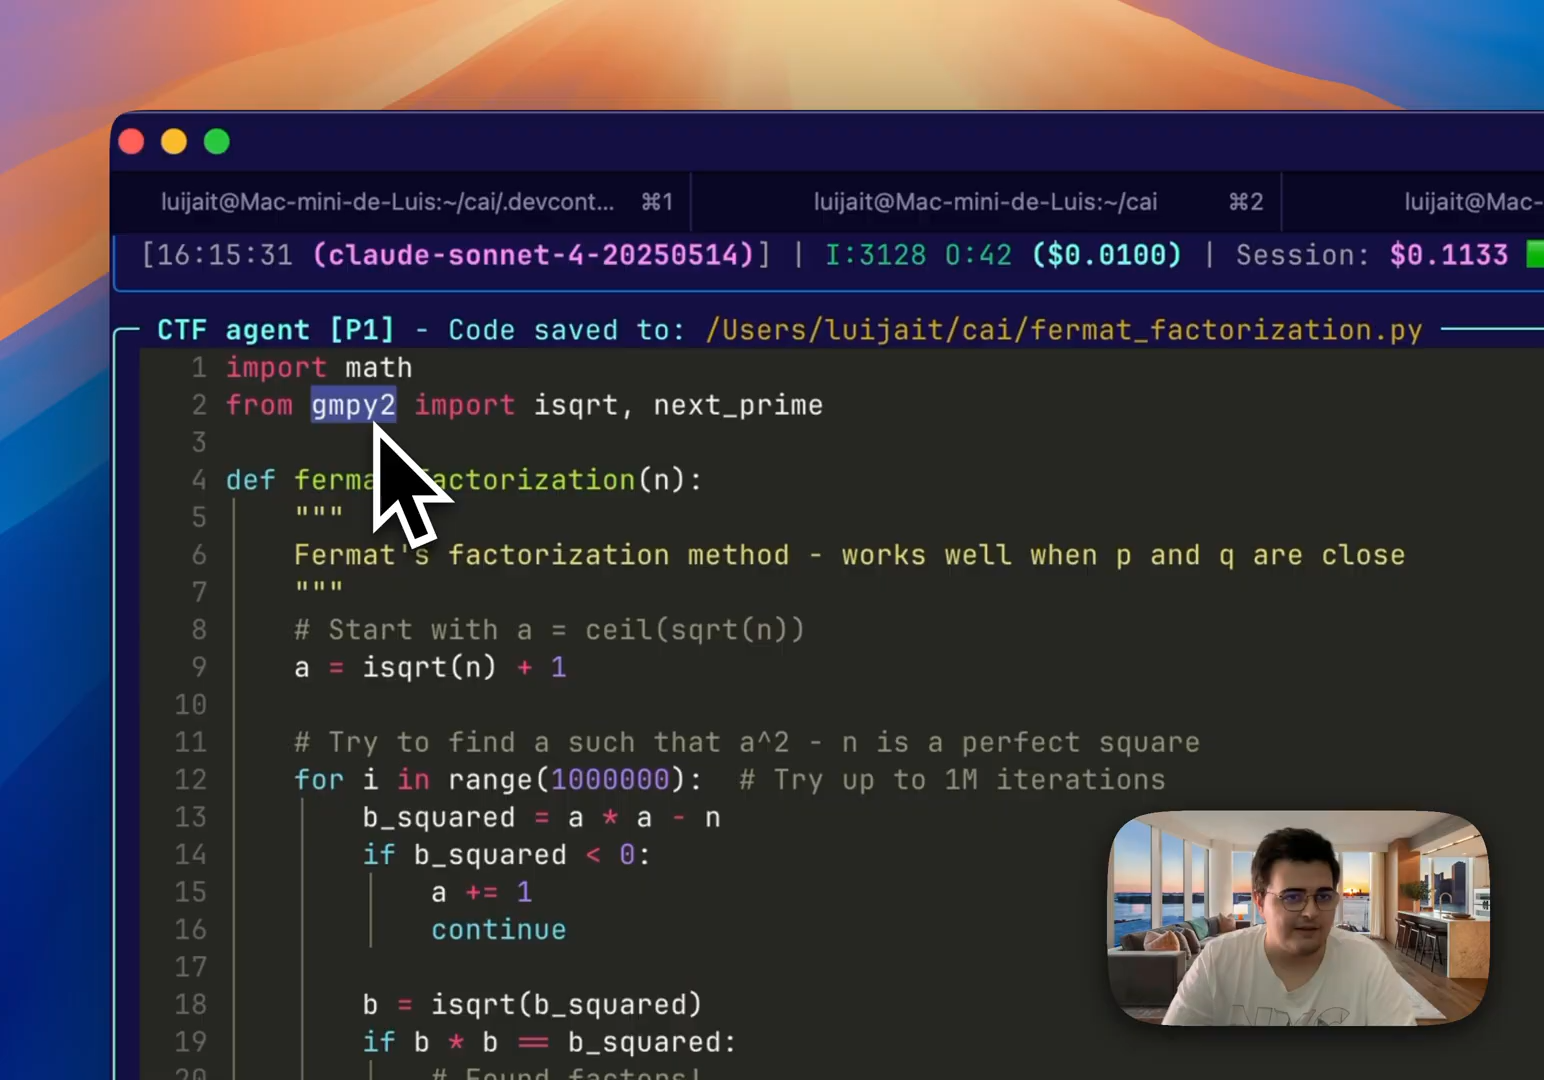 luijait@Mac-mini-de-Luis:~/cai/.devcont... ⌘1 luijait@Mac-mini-de-Luis:~/cai ⌘2 luijait@Mac-
[16:15:31 (claude-sonnet-4-20250514)] | I:3128 O:42 ($0.0100) | Session: $0.1133
CTF agent [P1] - Code saved to: /Users/luijait/cai/fermat_factorization.py
1 import math
2 from gmpy2 import isqrt, next_prime
3
4 def ferma actorization(n):
5 """
6 Fermat's factorization method - works well when p and q are close
7 """
8 # Start with a = ceil(sqrt(n))
9 a = isqrt(n) + 1
10
11 # Try to find a such that a^2 - n is a perfect square
12 for i in range(1000000): # Try up to 1M iterations
13 b_squared = a * a - n
14 if b_squared < 0:
15 a += 1
16 continue
17
18 b = isqrt(b_squared)
19 if b * b == b_squared:
20 # Found factors!